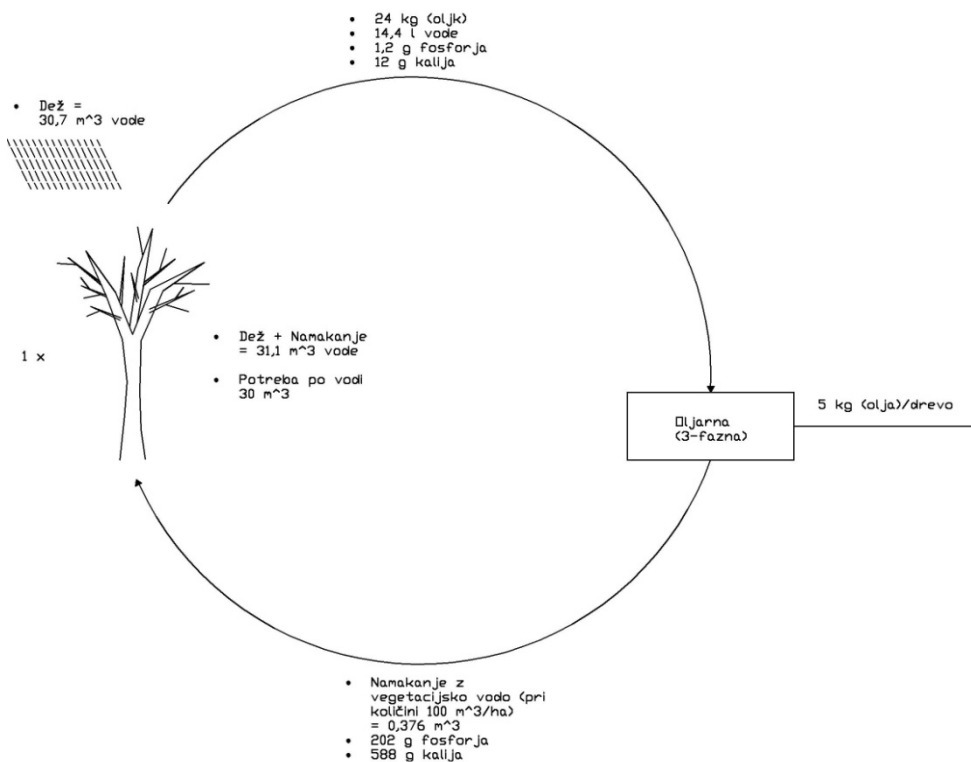 • 24 kg (oljk)
• 14,4 l vode
• 1,2 g fosforja
• 12 g kalija
• Dež =
30,7 m^3 vode
• Dež + Namakanje
= 31,1 m^3 vode
• Potreba po vodi
30 m^3
1 x
5 kg (olja)/drevo
□ljarna
(3-fazna)
• Namakanje z
vegetacijsko vodo (pri
količini 100 m^3/ha)
= 0,376 m^3
• 202 g fosforja
• 588 g kalija